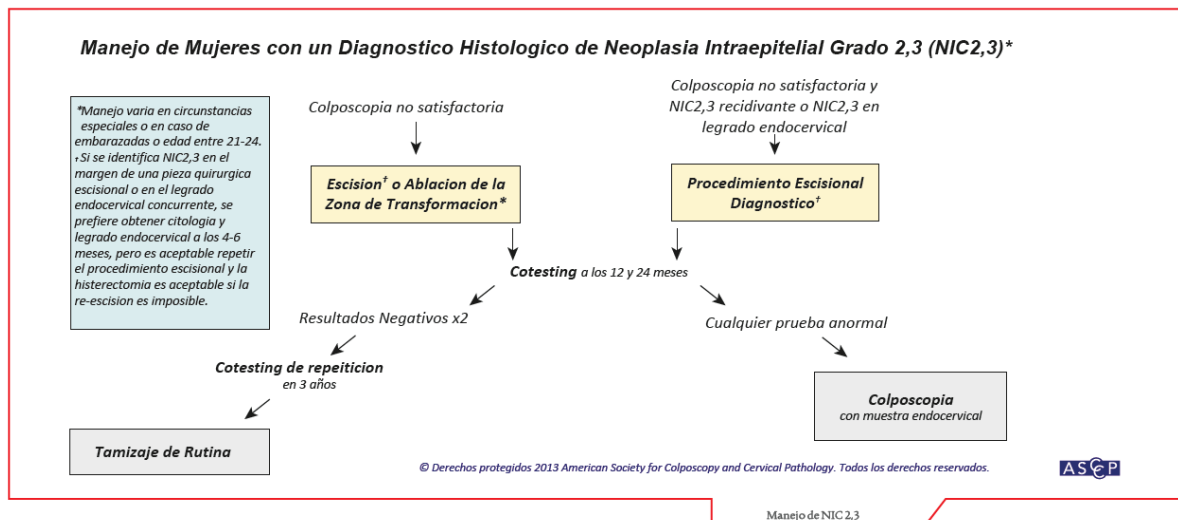 Manejo de Mujeres con un Diagnostico Histologico de Neoplasia Intraepitelial Grado 2,3 (NIC2,3)*
*Manejo varia en circunstancias
especiales o en caso de
embarazadas o edad entre 21-24.
†Si se identifica NIC2,3 en el
margen de una pieza quirurgica
escisional o en el legrado
endocervical concurrente, se
prefiere obtener citologia y
legrado endocervical a los 4-6
meses, pero es aceptable repetir
el procedimiento escisional y la
histerectomia es aceptable si la
re-escision es imposible.
Colposcopia no satisfactoria
Colposcopia no satisfactoria y
NIC2,3 recidivante o NIC2,3 en
legrado endocervical
Escision† o Ablacion de la
Zona de Transformacion*
Procedimiento Escisional
Diagnostico†
Cotesting a los 12 y 24 meses
Resultados Negativos x2
Cualquier prueba anormal
Cotesting de repeiticion
en 3 años
Colposcopia
con muestra endocervical
Tamizaje de Rutina
© Derechos protegidos 2013 American Society for Colposcopy and Cervical Pathology. Todos los derechos reservados.
ASCCP
Manejo de NIC 2,3